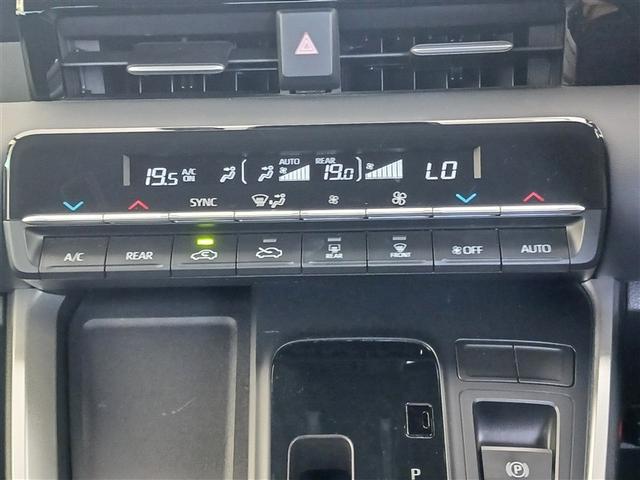 19.5 A/C ON AUTO REAR 19.0 LO
SYNC
A/C REAR REAR FRONT OFF AUTO
P
P